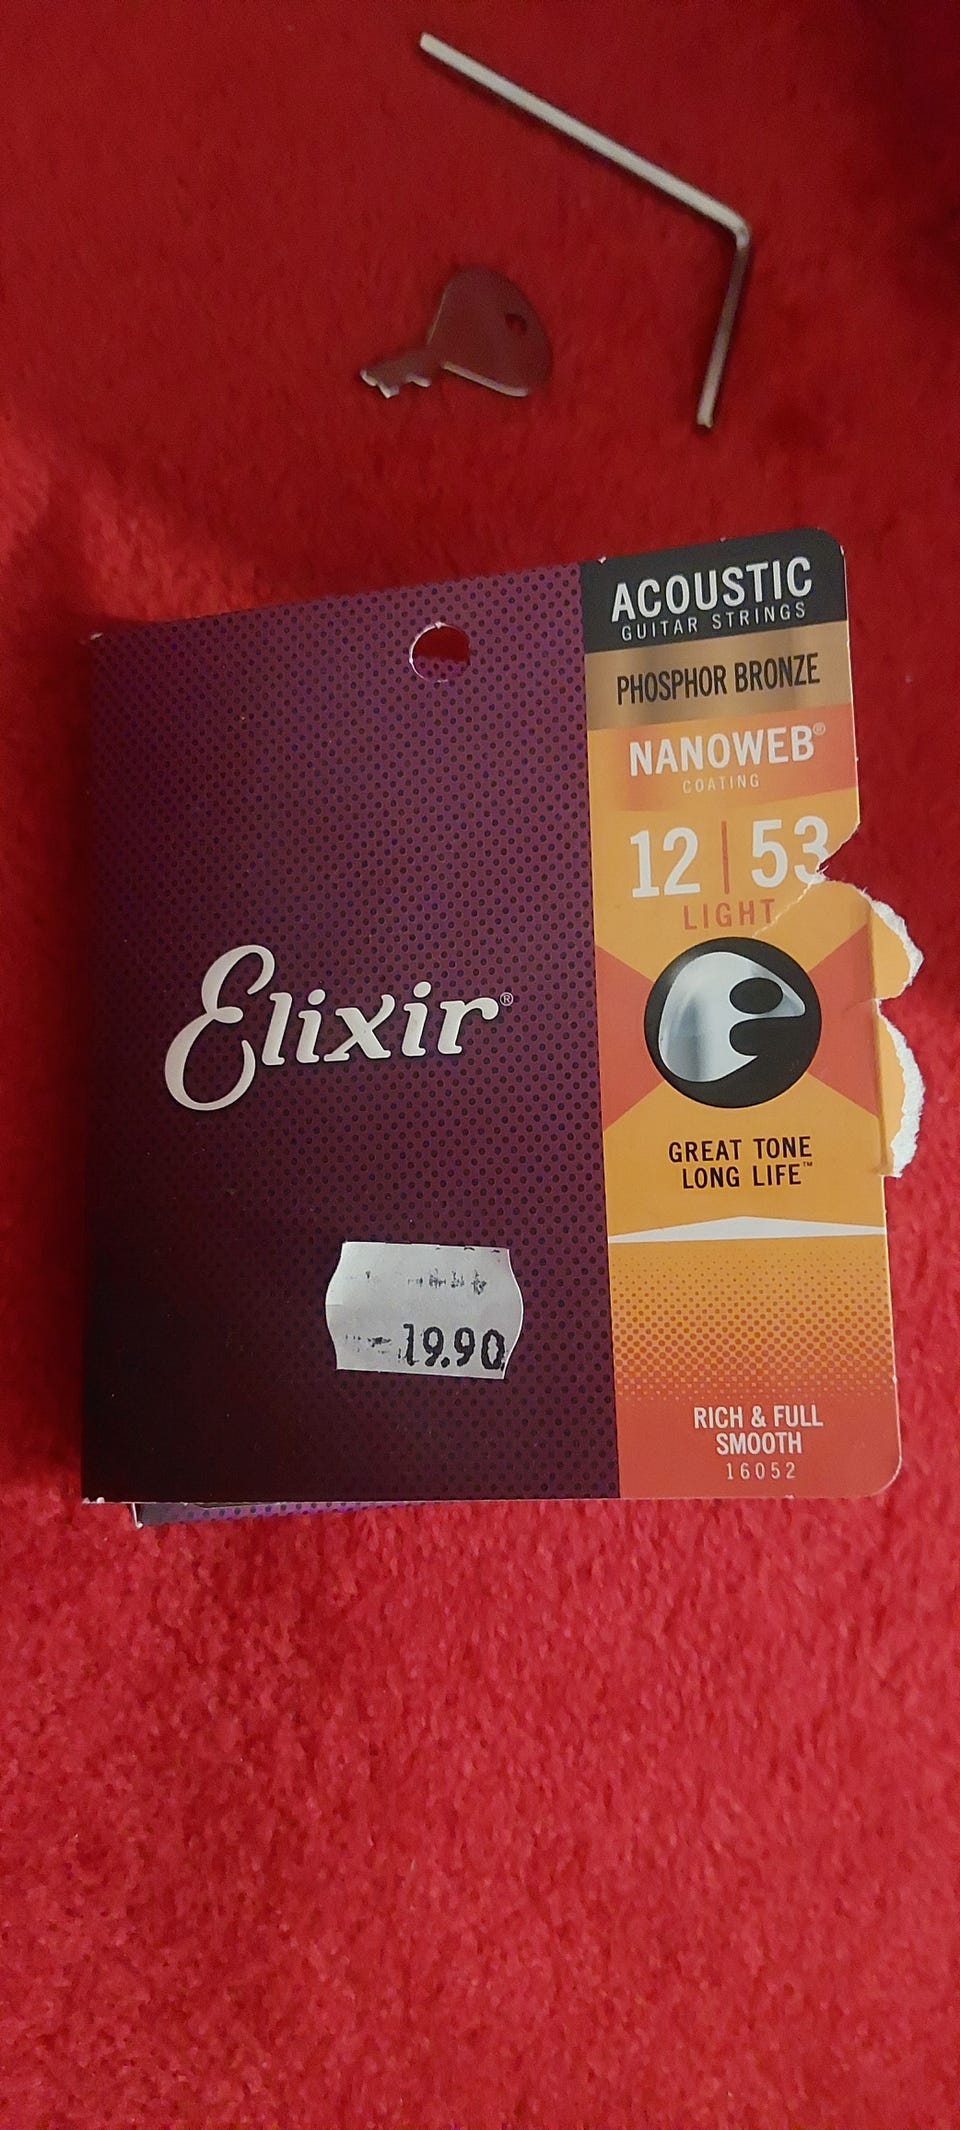 ACOUSTIC
GUITAR STRINGS
PHOSPHOR BRONZE
NANOWEB®
COATING
12 | 53
LIGHT
Elixir®
GREAT TONE
LONG LIFE™
19.90
RICH & FULL
SMOOTH
16052